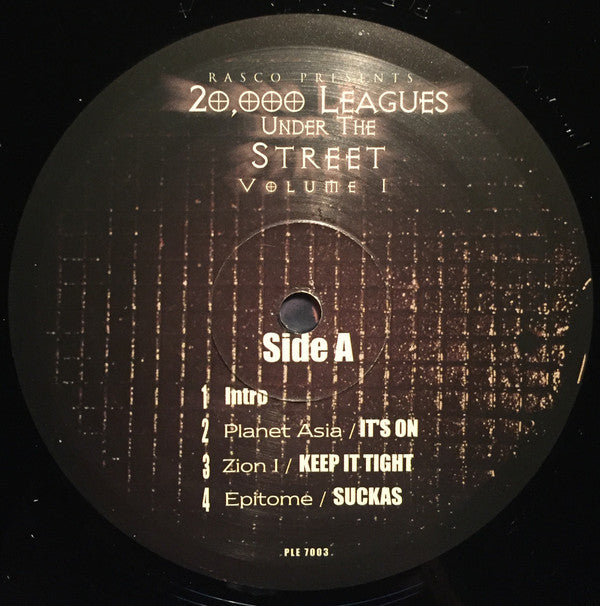 RASCO PRESENTS
20,000 LEAGUES
UNDER THE
STREET
VOLUME I
Side A
1 Intro
2 Planet Asia / IT'S ON
3 Zion I / KEEP IT TIGHT
4 Epitome / SUCKAS
PLE 7003